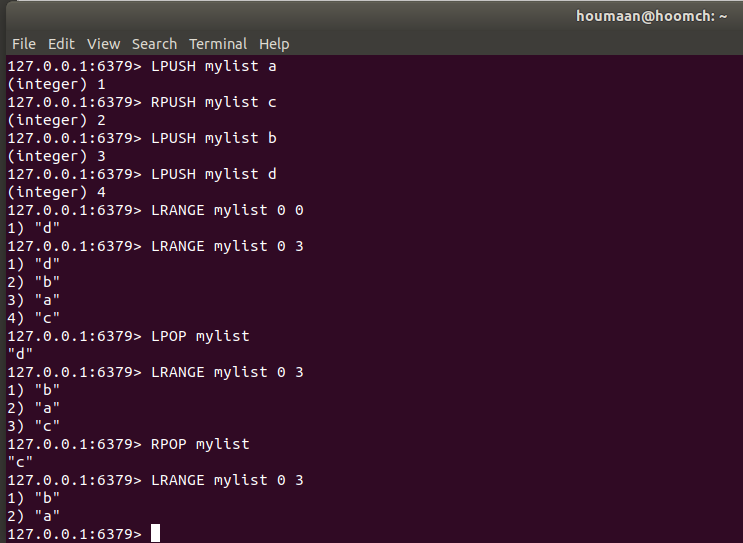 houmaan@hoomch: ~
File Edit View Search Terminal Help
127.0.0.1:6379> LPUSH mylist a
(integer) 1
127.0.0.1:6379> RPUSH mylist c
(integer) 2
127.0.0.1:6379> LPUSH mylist b
(integer) 3
127.0.0.1:6379> LPUSH mylist d
(integer) 4
127.0.0.1:6379> LRANGE mylist 0 0
1) "d"
127.0.0.1:6379> LRANGE mylist 0 3
1) "d"
2) "b"
3) "a"
4) "c"
127.0.0.1:6379> LPOP mylist
"d"
127.0.0.1:6379> LRANGE mylist 0 3
1) "b"
2) "a"
3) "c"
127.0.0.1:6379> RPOP mylist
"c"
127.0.0.1:6379> LRANGE mylist 0 3
1) "b"
2) "a"
127.0.0.1:6379>